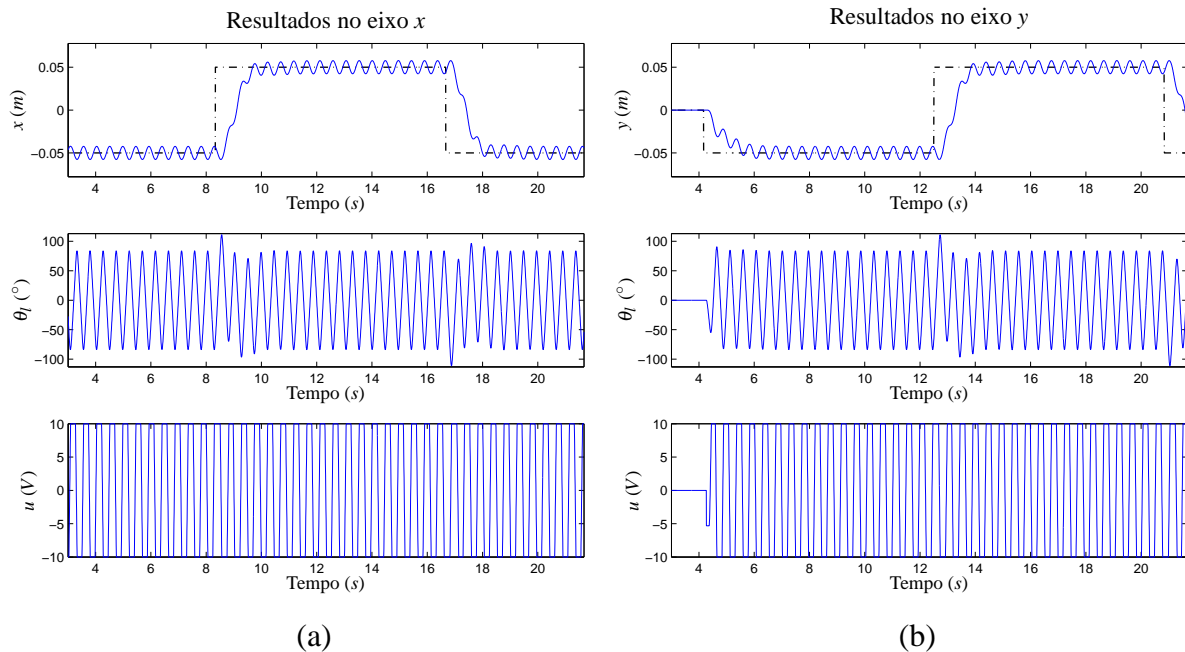 Resultados no eixo x
0.05
0
−0.05
x (m)
4 6 8 10 12 14 16 18 20
Tempo (s)
100
50
0
−50
−100
θl (°)
4 6 8 10 12 14 16 18 20
Tempo (s)
10
5
0
−5
−10
u (V)
4 6 8 10 12 14 16 18 20
Tempo (s)
(a)
Resultados no eixo y
0.05
0
−0.05
y (m)
4 6 8 10 12 14 16 18 20
Tempo (s)
100
50
0
−50
−100
θl (°)
4 6 8 10 12 14 16 18 20
Tempo (s)
10
5
0
−5
−10
u (V)
4 6 8 10 12 14 16 18 20
Tempo (s)
(b)